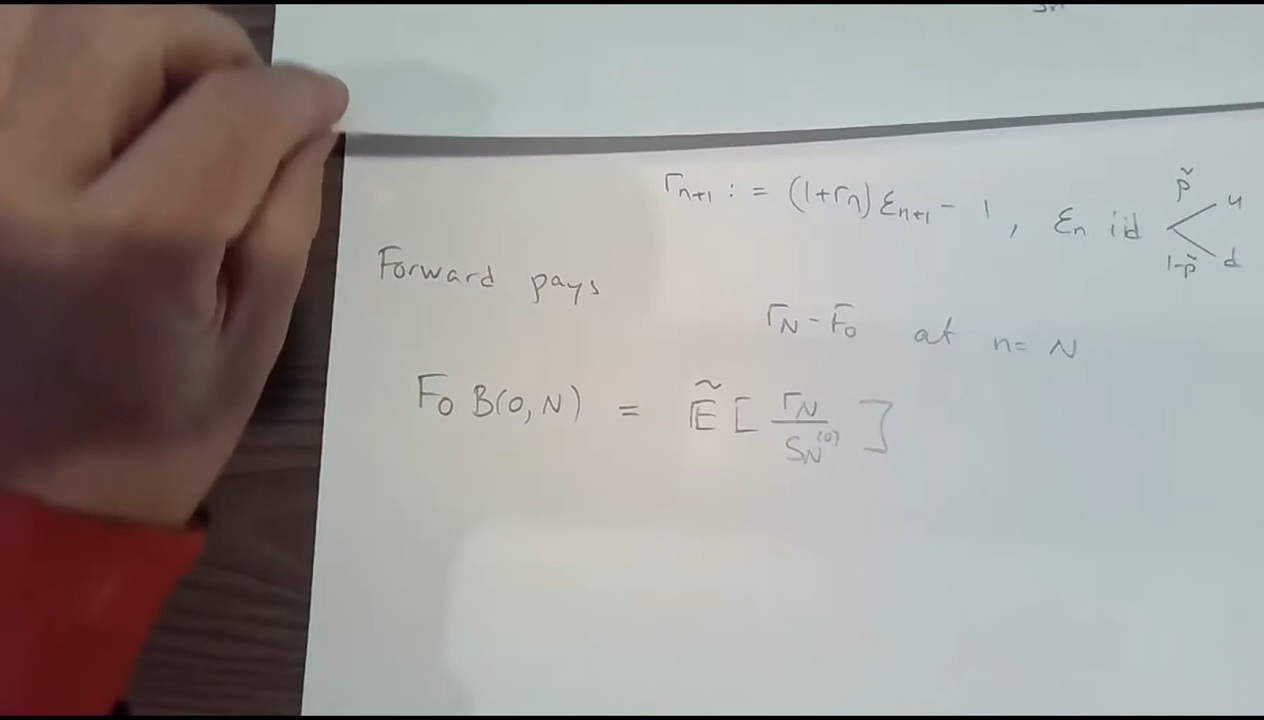 r_{n+1} := (1+r_n) ε_{n+1} - 1 , ε_n iid p̃ u
1-p̃ d
Forward pays
r_N - F_0 at n = N
F_0 B(0,N) = Ẽ [ r_N / S_N^{(0)} ]